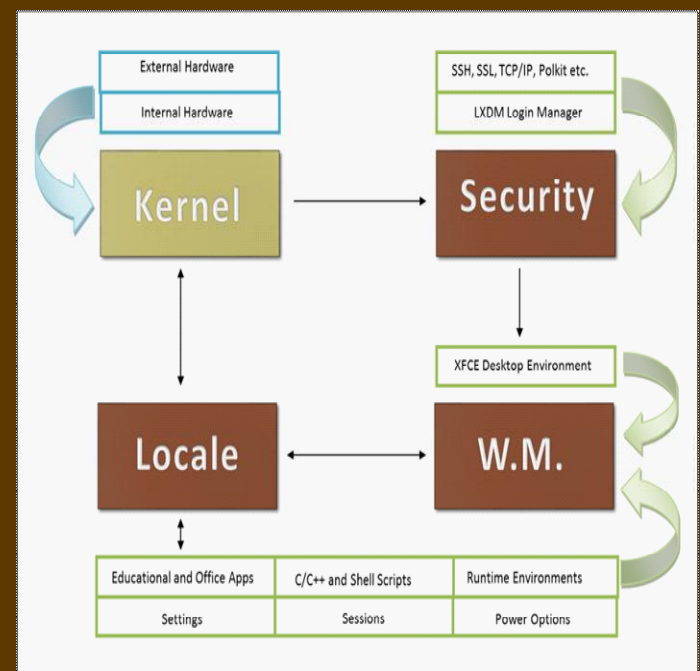 External Hardware
Internal Hardware
SSH, SSL, TCP/IP, Polkit etc.
LXDM Login Manager
Kernel
Security
XFCE Desktop Environment
Locale
W.M.
Educational and Office Apps
C/C++ and Shell Scripts
Runtime Environments
Settings
Sessions
Power Options